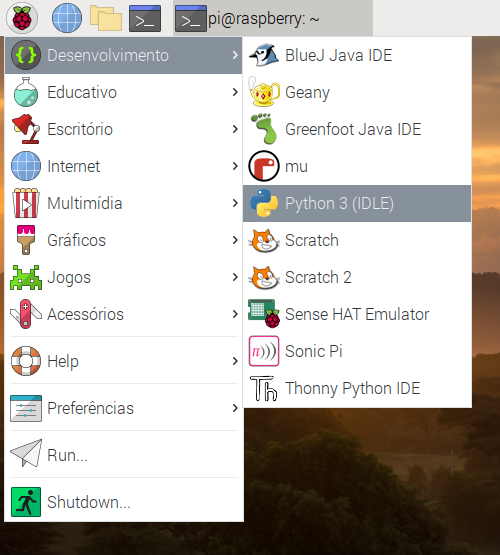 pi@raspberry: ~
Desenvolvimento
Educativo
Escritório
Internet
Multimídia
Gráficos
Jogos
Acessórios
Help
Preferências
Run...
Shutdown...
BlueJ Java IDE
Geany
Greenfoot Java IDE
mu
Python 3 (IDLE)
Scratch
Scratch 2
Sense HAT Emulator
Sonic Pi
Thonny Python IDE
π)))
Th